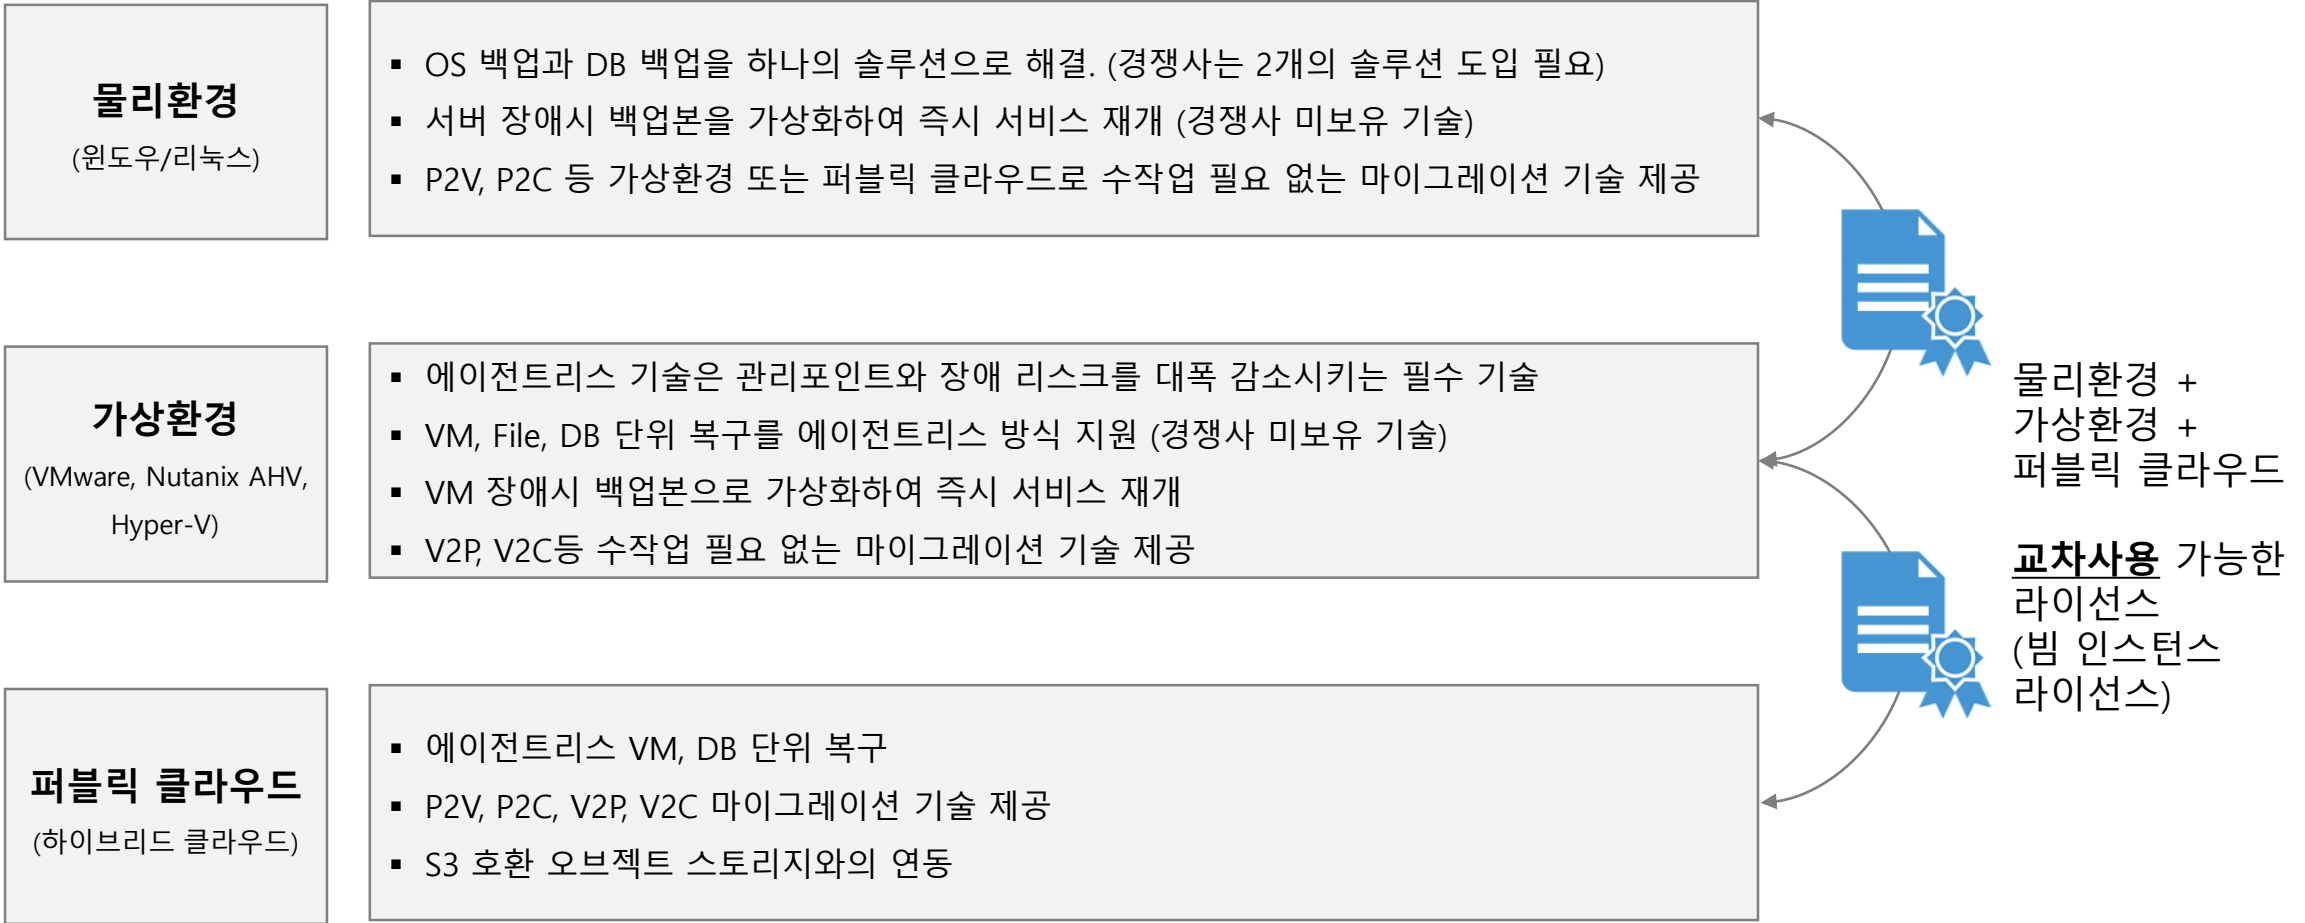 물리환경
(윈도우/리눅스)
▪ OS 백업과 DB 백업을 하나의 솔루션으로 해결. (경쟁사는 2개의 솔루션 도입 필요)
▪ 서버 장애시 백업본을 가상화하여 즉시 서비스 재개 (경쟁사 미보유 기술)
▪ P2V, P2C 등 가상환경 또는 퍼블릭 클라우드로 수작업 필요 없는 마이그레이션 기술 제공
가상환경
(VMware, Nutanix AHV,
Hyper-V)
▪ 에이전트리스 기술은 관리포인트와 장애 리스크를 대폭 감소시키는 필수 기술
▪ VM, File, DB 단위 복구를 에이전트리스 방식 지원 (경쟁사 미보유 기술)
▪ VM 장애시 백업본으로 가상화하여 즉시 서비스 재개
▪ V2P, V2C등 수작업 필요 없는 마이그레이션 기술 제공
퍼블릭 클라우드
(하이브리드 클라우드)
▪ 에이전트리스 VM, DB 단위 복구
▪ P2V, P2C, V2P, V2C 마이그레이션 기술 제공
▪ S3 호환 오브젝트 스토리지와의 연동
물리환경 +
가상환경 +
퍼블릭 클라우드
교차사용 가능한
라이선스
(빔 인스턴스
라이선스)